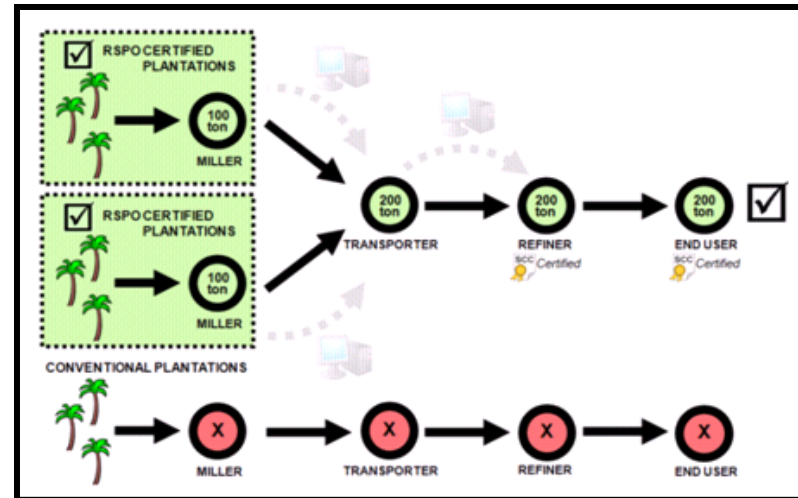 RSPO CERTIFIED
PLANTATIONS
100
ton
MILLER
RSPO CERTIFIED
PLANTATIONS
100
ton
MILLER
200
ton
TRANSPORTER
200
ton
REFINER
SCC Certified
200
ton
END USER
SCC Certified
CONVENTIONAL PLANTATIONS
X
MILLER
X
TRANSPORTER
X
REFINER
X
END USER